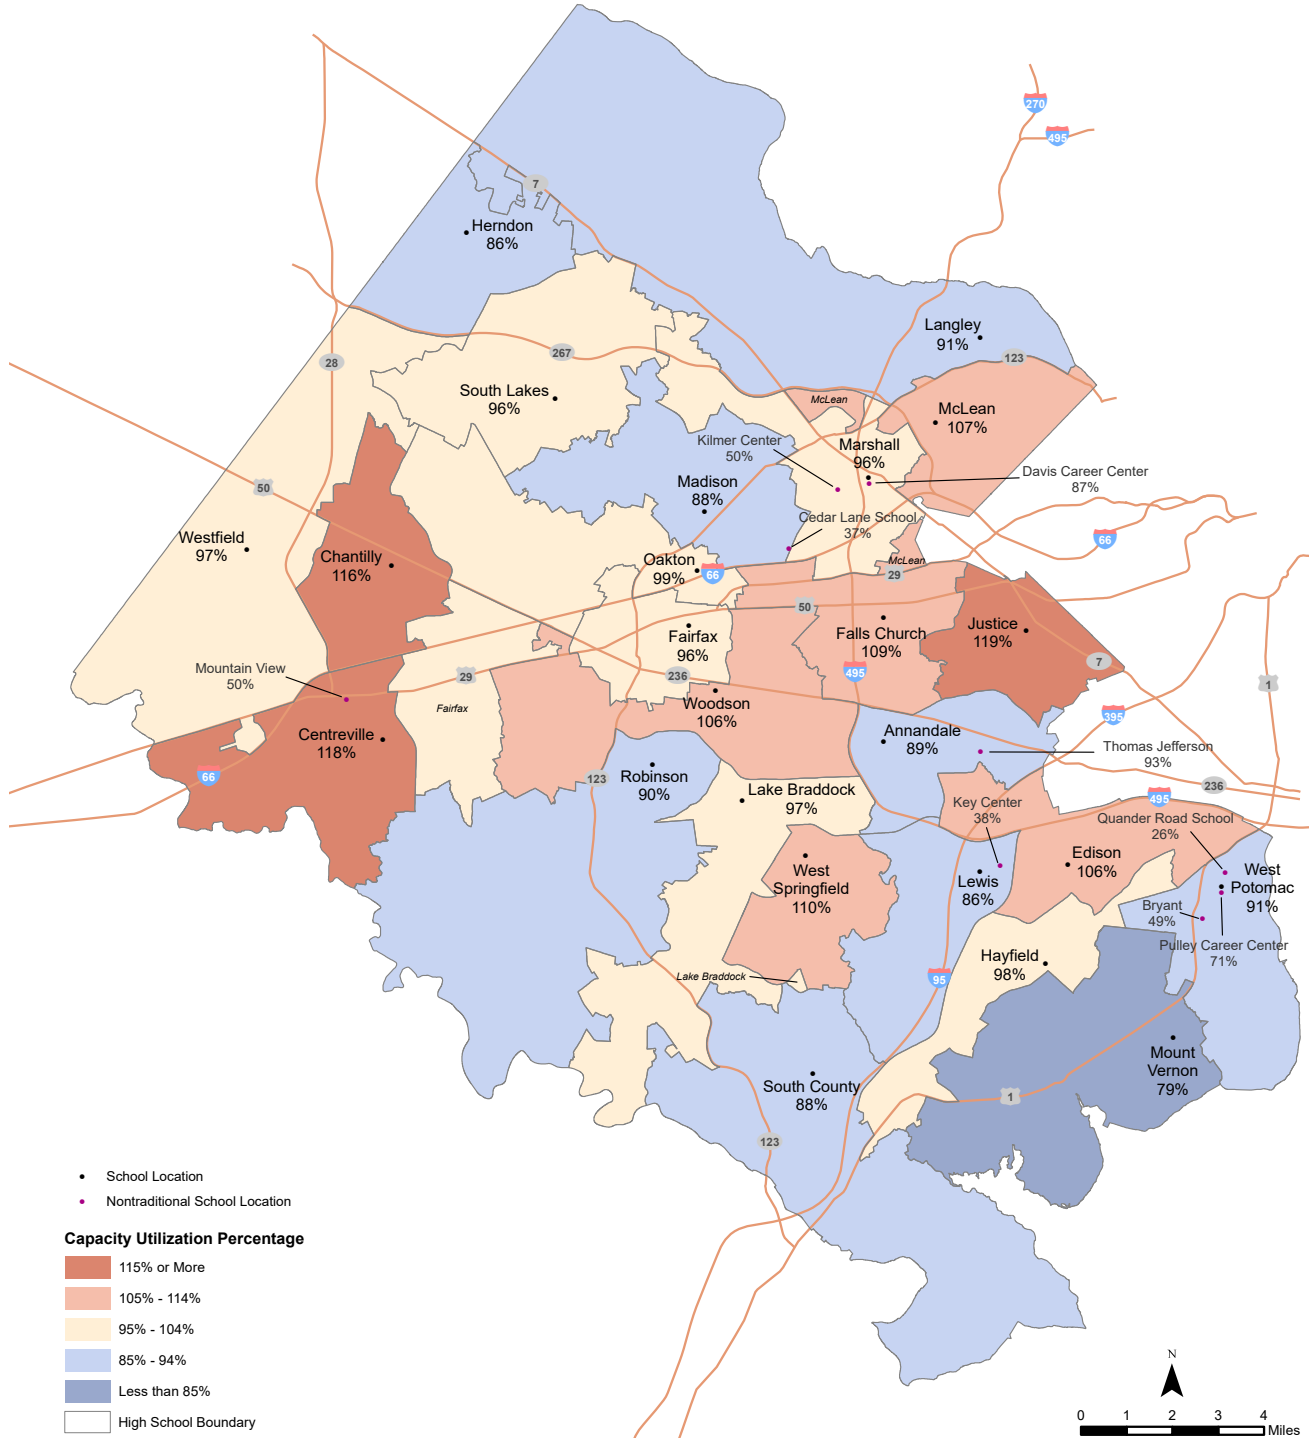 270
495
7
Herndon
86%
Langley
91%
123
28
267
South Lakes
96%
McLean
McLean
107%
Kilmer Center
50%
Marshall
96%
Davis Career Center
87%
Madison
88%
50
Cedar Lane School
37%
Westfield
97%
Chantilly
116%
Oakton
99%
66
McLean
29
66
50
Fairfax
96%
Falls Church
109%
Justice
119%
Mountain View
50%
29
236
495
7
1
Woodson
106%
Fairfax
395
Centreville
118%
Annandale
89%
Thomas Jefferson
93%
66
123
Robinson
90%
Lake Braddock
97%
236
495
Key Center
38%
Quander Road School
26%
West
Springfield
110%
Edison
106%
Lewis
86%
West
Potomac
91%
Bryant
49%
Pulley Career Center
71%
Hayfield
98%
Lake Braddock
95
Mount
Vernon
79%
South County
88%
1
123
School Location
Nontraditional School Location
Capacity Utilization Percentage
115% or More
105% - 114%
95% - 104%
85% - 94%
Less than 85%
High School Boundary
N
0 1 2 3 4
Miles